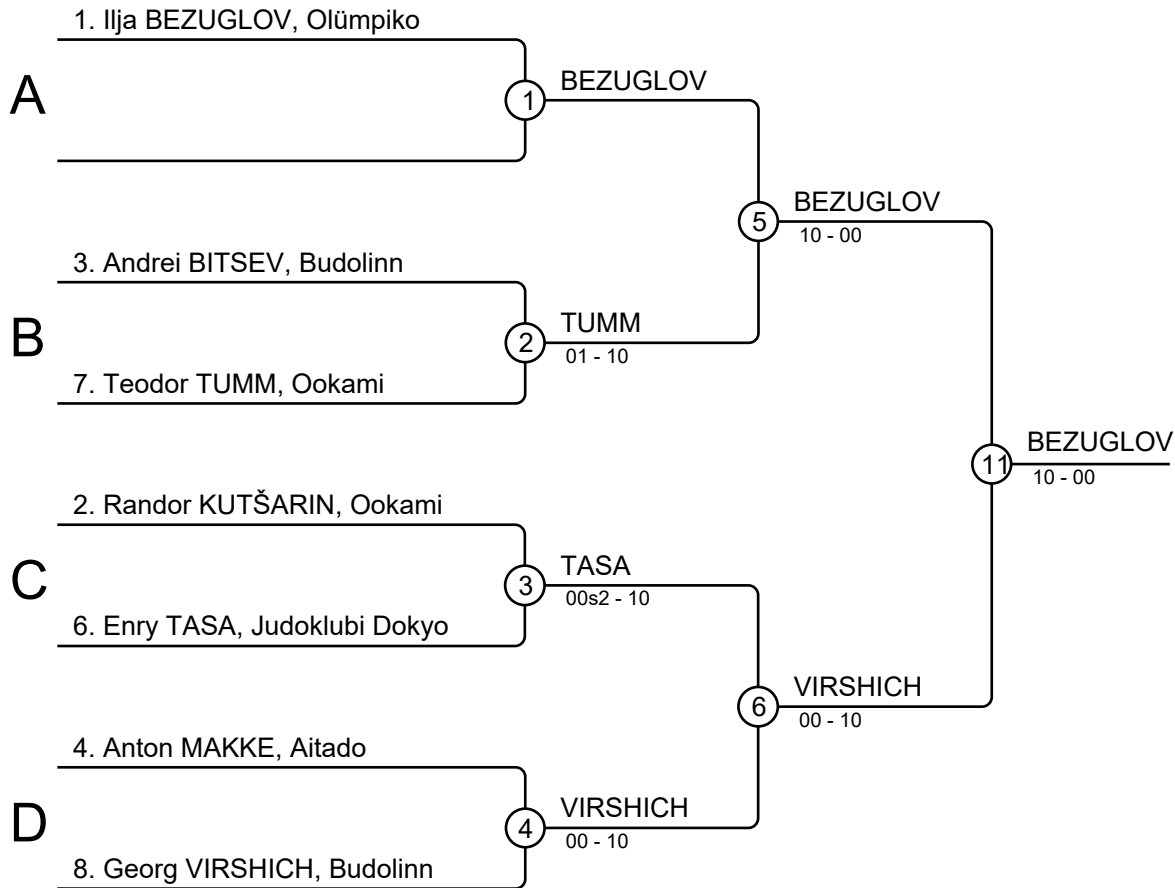 1. Ilja BEZUGLOV, Olümpiko
A
1
BEZUGLOV
5
BEZUGLOV
10 - 00
3. Andrei BITSEV, Budolinn
B
2
TUMM
01 - 10
7. Teodor TUMM, Ookami
11
BEZUGLOV
10 - 00
2. Randor KUTŠARIN, Ookami
C
3
TASA
00s2 - 10
6. Enry TASA, Judoklubi Dokyo
6
VIRSHICH
00 - 10
4. Anton MAKKE, Aitado
D
4
VIRSHICH
00 - 10
8. Georg VIRSHICH, Budolinn